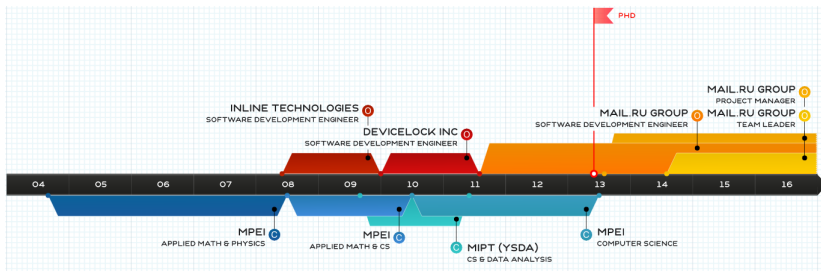 PHD
MAIL.RU GROUP
PROJECT MANAGER
INLINE TECHNOLOGIES
SOFTWARE DEVELOPMENT ENGINEER
MAIL.RU GROUP
SOFTWARE DEVELOPMENT ENGINEER
MAIL.RU GROUP
TEAM LEADER
DEVICELOCK INC
SOFTWARE DEVELOPMENT ENGINEER
04 05 06 07 08 09 10 11 12 13 14 15 16
MPEI
APPLIED MATH & PHYSICS
MPEI
APPLIED MATH & CS
MIPT (YSDA)
CS & DATA ANALYSIS
MPEI
COMPUTER SCIENCE